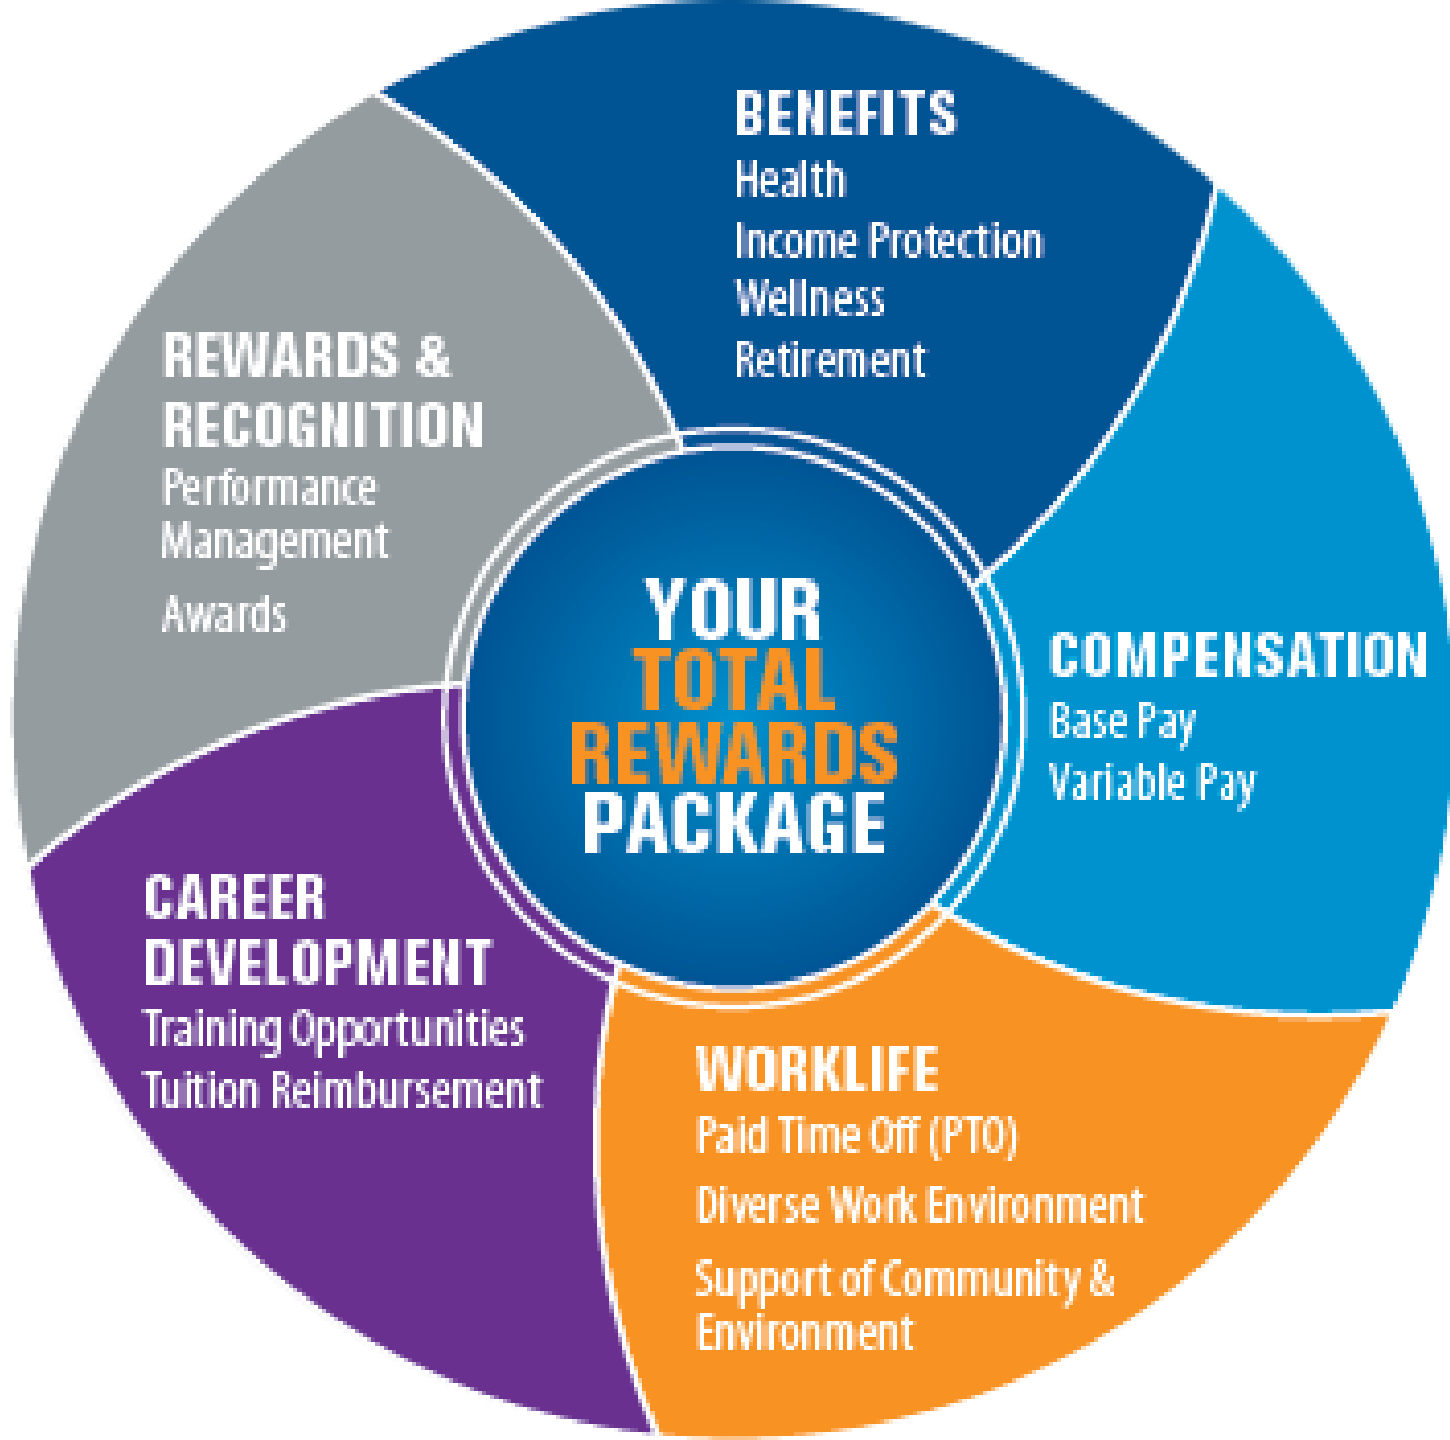 BENEFITS
Health
Income Protection
Wellness
Retirement
COMPENSATION
Base Pay
Variable Pay
WORKLIFE
Paid Time Off (PTO)
Diverse Work Environment
Support of Community &
Environment
CAREER
DEVELOPMENT
Training Opportunities
Tuition Reimbursement
REWARDS &
RECOGNITION
Performance
Management
Awards
YOUR
TOTAL
REWARDS
PACKAGE